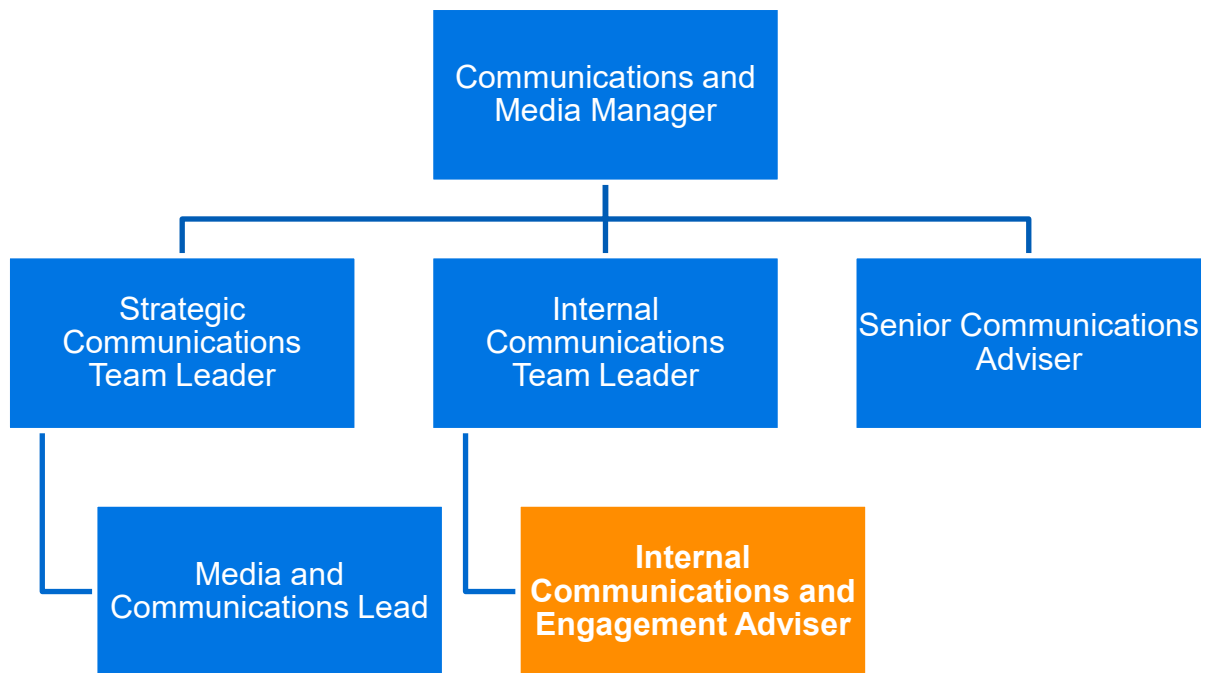 Communications and
Media Manager
Strategic
Communications
Team Leader
Internal
Communications
Team Leader
Senior Communications
Adviser
Media and
Communications Lead
Internal
Communications and
Engagement Adviser